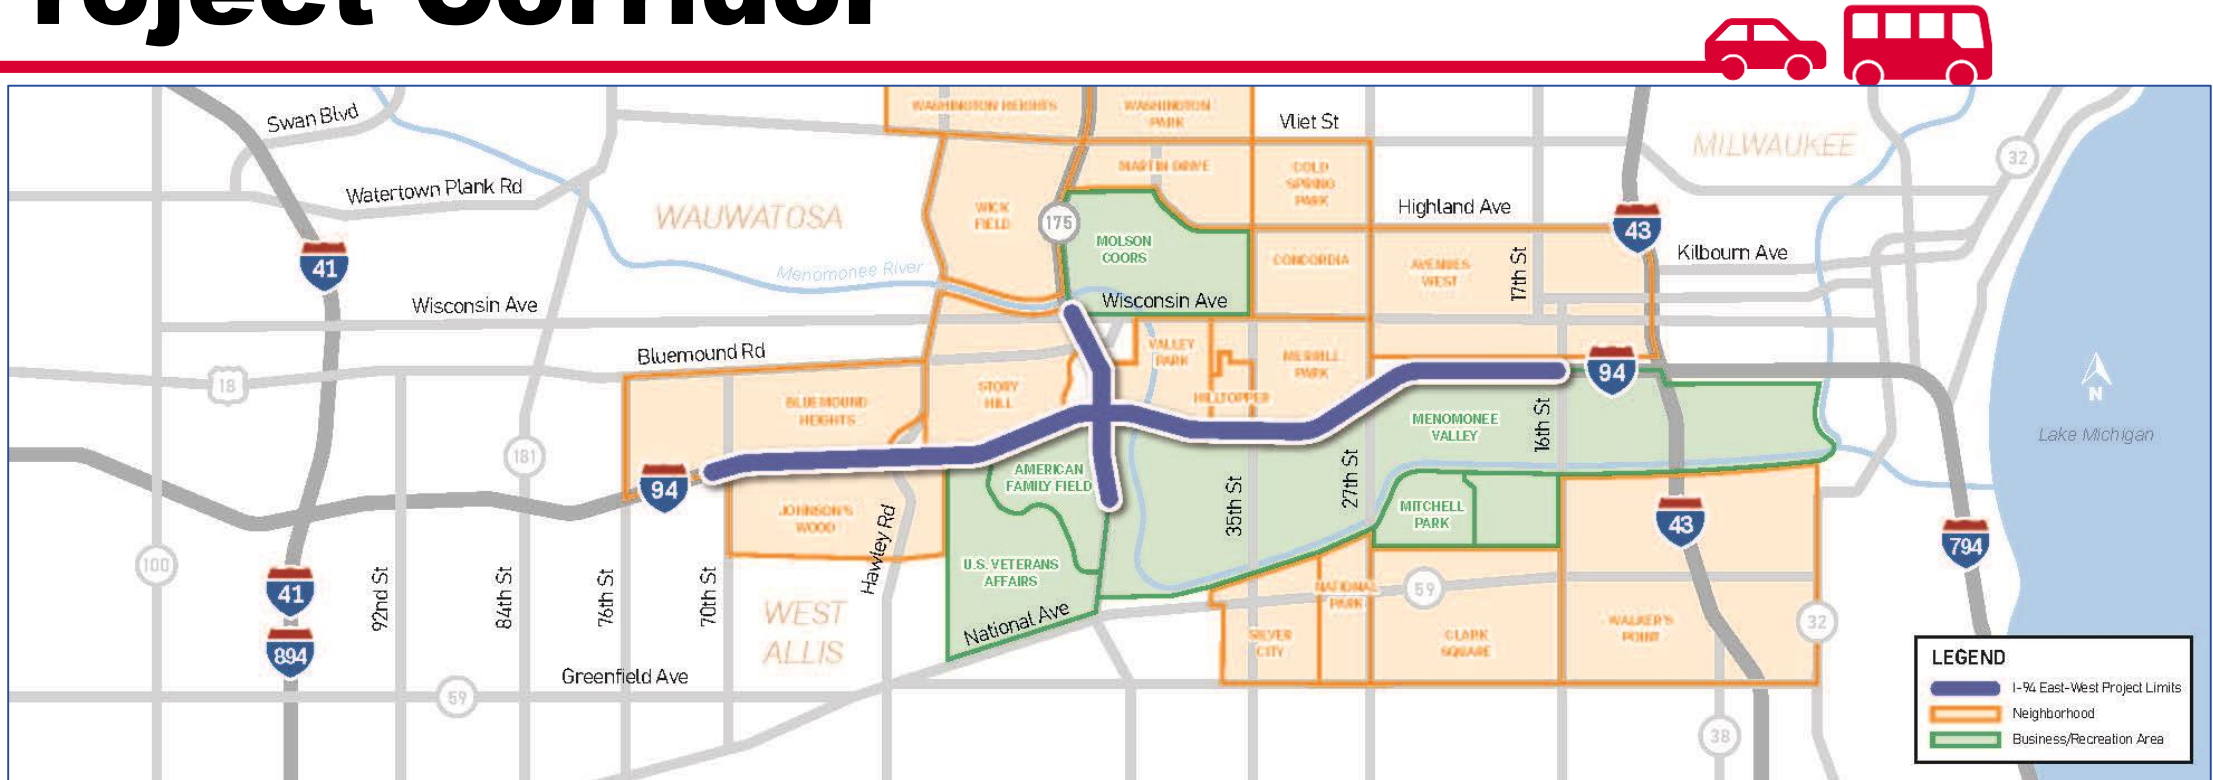 roject Corridor
Swan Blvd
WASHINGTON HEIGHTS
WASHINGTON
PARK
Vliet St
MILWAUKEE
32
Watertown Plank Rd
WAUWATOSA
MARTIN DRIVE
COLD
SPRING
PARK
WICK
FIELD
175
Highland Ave
MOLSON
COORS
43
Kilbourn Ave
41
Menomonee River
CONCORDIA
AVENUES
WEST
17th St
Wisconsin Ave
Wisconsin Ave
Bluemound Rd
VALLEY
PARK
MERRILL
PARK
94
18
STORY
HILL
HILLTOPPER
BLUEMOUND
HEIGHTS
MENOMONEE
VALLEY
16th St
N
Lake Michigan
181
94
AMERICAN
FAMILY FIELD
35th St
27th St
MITCHELL
PARK
43
JOHNSON'S
WOOD
Hawley Rd
794
100
U.S. VETERANS
AFFAIRS
41
92nd St
84th St
76th St
70th St
WEST
ALLIS
National Ave
NATIONAL
PARK
59
SILVER
CITY
CLARK
SQUARE
WALKER'S
POINT
32
894
Greenfield Ave
59
38
LEGEND
I-94 East-West Project Limits
Neighborhood
Business/Recreation Area